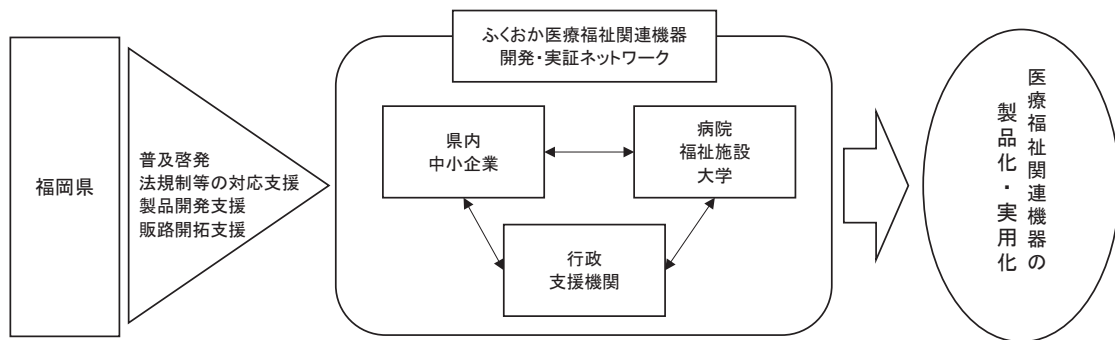 福岡県
普及啓発
法規制等の対応支援
製品開発支援
販路開拓支援
ふくおか医療福祉関連機器
開発・実証ネットワーク
県内
中小企業
病院
福祉施設
大学
行政
支援機関
医療福祉関連機器の
製品化・実用化